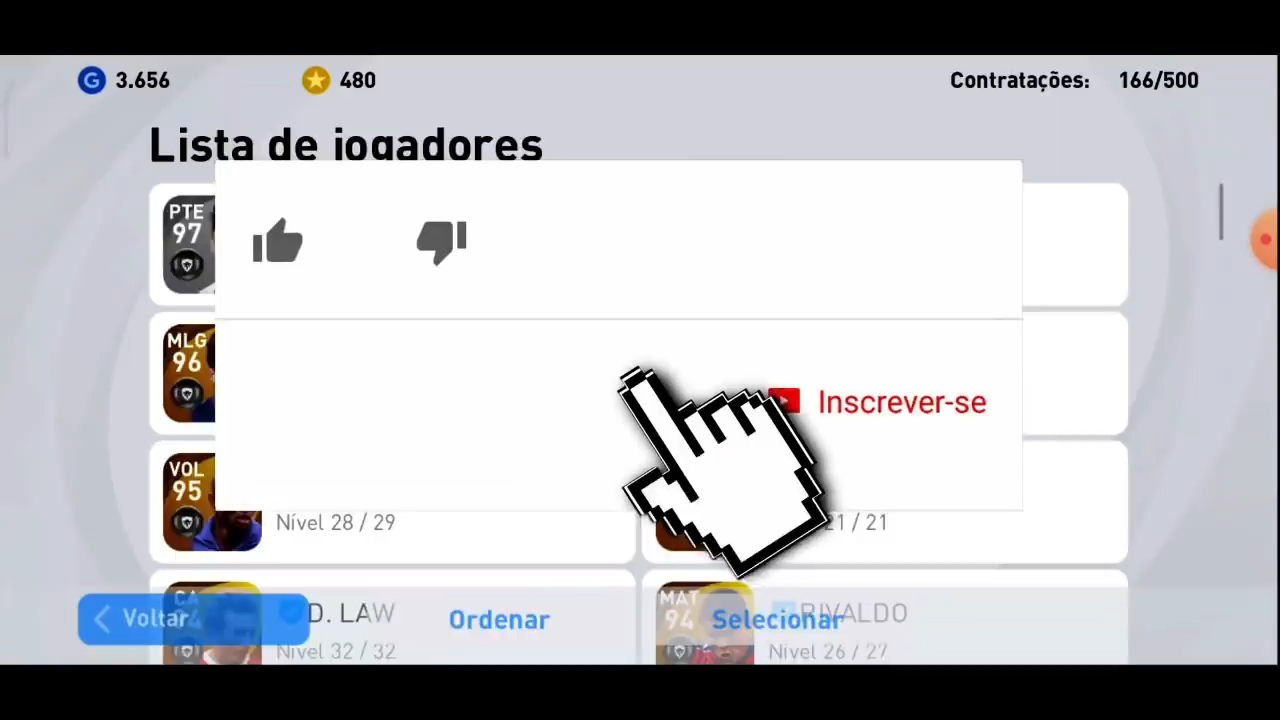 3.656
480
Contratações: 166/500
Lista de jogadores
PTE
97
MLG
96
Inscrever-se
VOL
95
Nível 28 / 29
21 / 21
CA
D. LAW
Nível 32 / 32
MAT
94
RIVALDO
Nível 26 / 27
Voltar
Ordenar
Selecionar